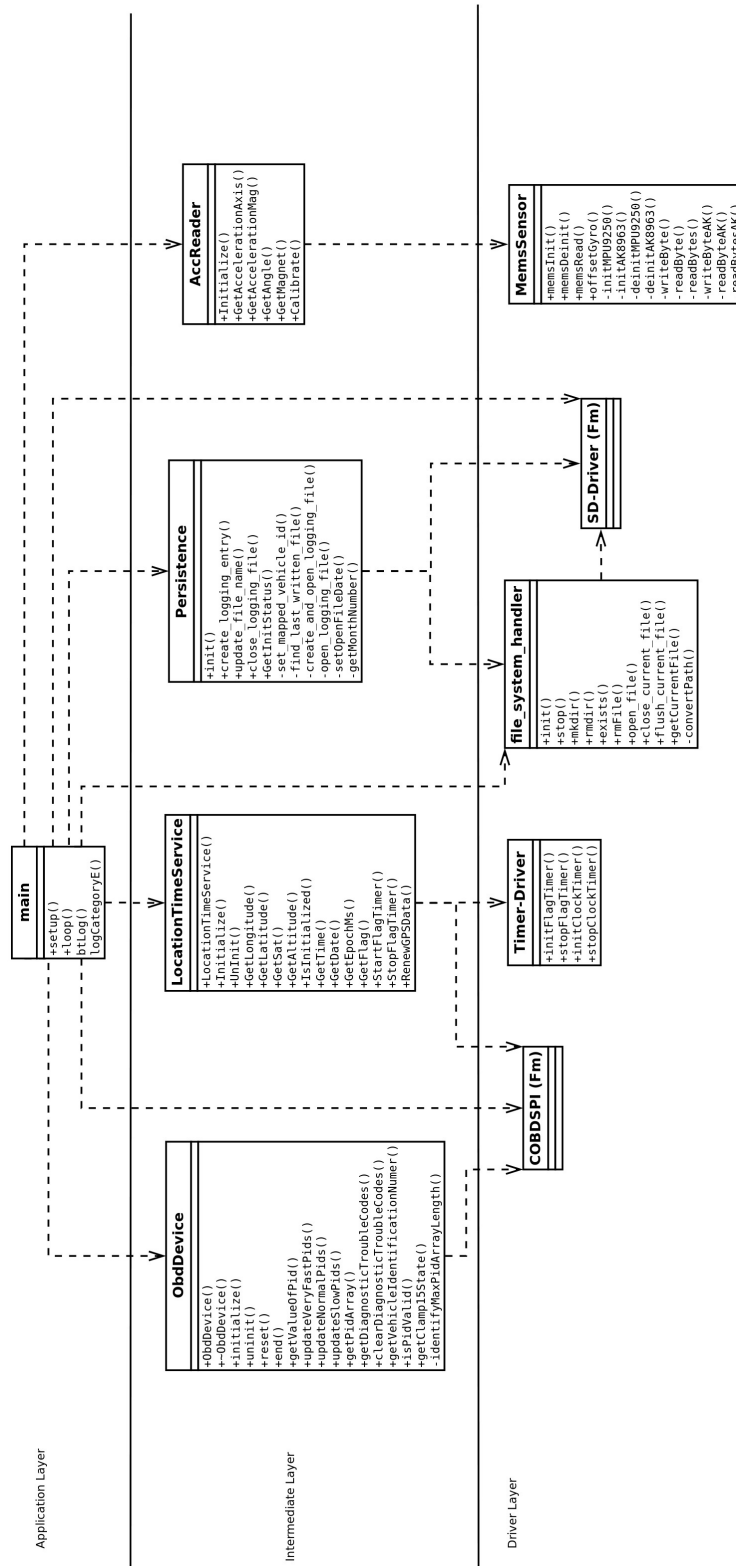 Application Layer
main
+setup()
+loop()
btLog()
logCategoryE()
Intermediate Layer
ObdDevice
+ObdDevice()
+~ObdDevice()
+initialize()
+uninit()
+reset()
+end()
+getValueOfPid()
+updateVeryFastPids()
+updateNormalPids()
+updateSlowPids()
+getPidArray()
+getDiagnosticTroubleCodes()
+clearDiagnosticTroubleCodes()
+getVehicleIdentificationNumer()
+isPidValid()
+getClamp15State()
-identifyMaxPidArrayLength()
LocationTimeService
+LocationTimeService()
+Initialize()
+UnInit()
+GetLongitude()
+GetLatitude()
+GetSat()
+GetAltitude()
+IsInitialized()
+GetTime()
+GetDate()
+GetEpochMs()
+GetFlag()
+StartFlagTimer()
+StopFlagTimer()
+RenewGPSData()
Persistence
+init()
+create_logging_entry()
+update_file_name()
+close_logging_file()
+GetInitStatus()
-set_mapped_vehicle_id()
-find_last_written_file()
-create_and_open_logging_file()
-open_logging_file()
-setOpenFileDate()
-getMonthNumber()
AccReader
+Initialize()
+GetAccelerationAxis()
+GetAccelerationMag()
+GetAngle()
+GetMagnet()
+Calibrate()
Driver Layer
COBDSPI (Fm)
Timer-Driver
+initFlagTimer()
+stopFlagTimer()
+initClockTimer()
+stopClockTimer()
file_system_handler
+init()
+stop()
+mkdir()
+rmdir()
+exists()
+rmFile()
+open_file()
+close_current_file()
+flush_current_file()
+getCurrentFile()
-convertPath()
SD-Driver (Fm)
MemsSensor
+memsInit()
+memsDeinit()
+memsRead()
+offsetGyro()
-initMPU9250()
-initAK8963()
-deinitMPU9250()
-deinitAK8963()
-writeByte()
-readByte()
-readBytes()
-writeByteAK()
-readByteAK()
-readBytesAK()